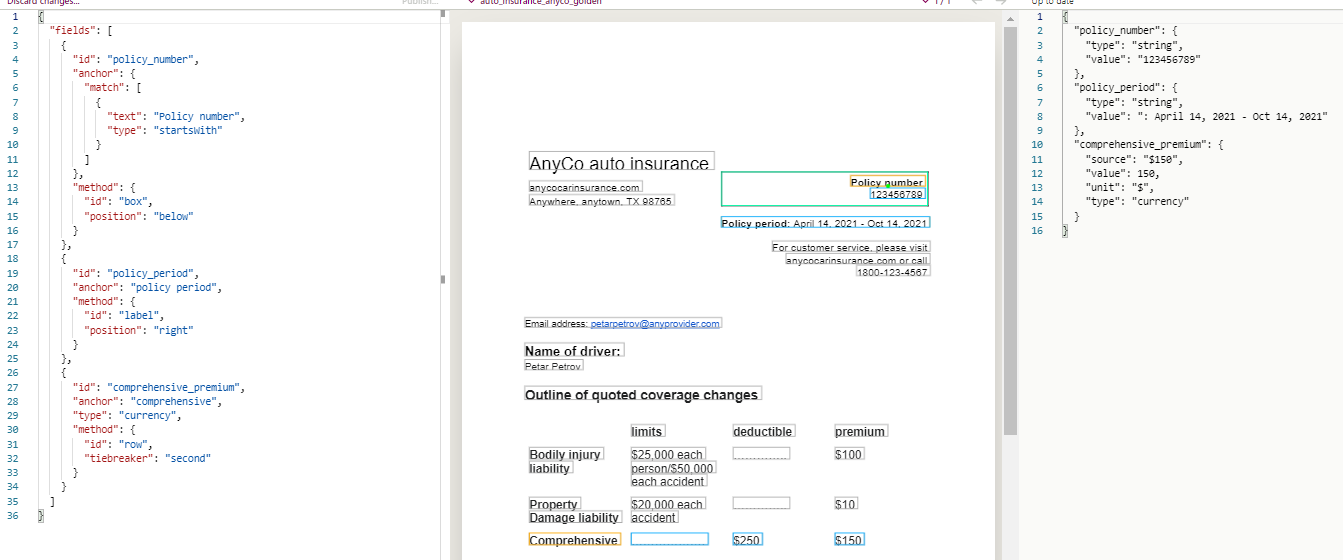 Discard changes...
Publish...
auto_insurance_anyco_golden
1 / 1
Up to date
1 {
2 "fields": [
3 {
4 "id": "policy_number",
5 "anchor": {
6 "match": [
7 {
8 "text": "Policy number",
9 "type": "startsWith"
10 }
11 ]
12 },
13 "method": {
14 "id": "box",
15 "position": "below"
16 }
17 },
18 {
19 "id": "policy_period",
20 "anchor": "policy period",
21 "method": {
22 "id": "label",
23 "position": "right"
24 }
25 },
26 {
27 "id": "comprehensive_premium",
28 "anchor": "comprehensive",
29 "type": "currency",
30 "method": {
31 "id": "row",
32 "tiebreaker": "second"
33 }
34 }
35 ]
36 }
AnyCo auto insurance
anycocarinsurance.com
Anywhere, anytown, TX 98765
Policy number
123456789
Policy period: April 14, 2021 - Oct 14, 2021
For customer service, please visit
anycocarinsurance.com or call
1800-123-4567
Email address: petarpetrov@anyprovider.com
Name of driver:
Petar Petrov
Outline of quoted coverage changes
limits deductible premium
Bodily injury $25,000 each $100
liability person/$50,000
each accident
Property $20,000 each $10
Damage liability accident
Comprehensive $250 $150
1 {
2 "policy_number": {
3 "type": "string",
4 "value": "123456789"
5 },
6 "policy_period": {
7 "type": "string",
8 "value": ": April 14, 2021 - Oct 14, 2021"
9 },
10 "comprehensive_premium": {
11 "source": "$150",
12 "value": 150,
13 "unit": "$",
14 "type": "currency"
15 }
16 }